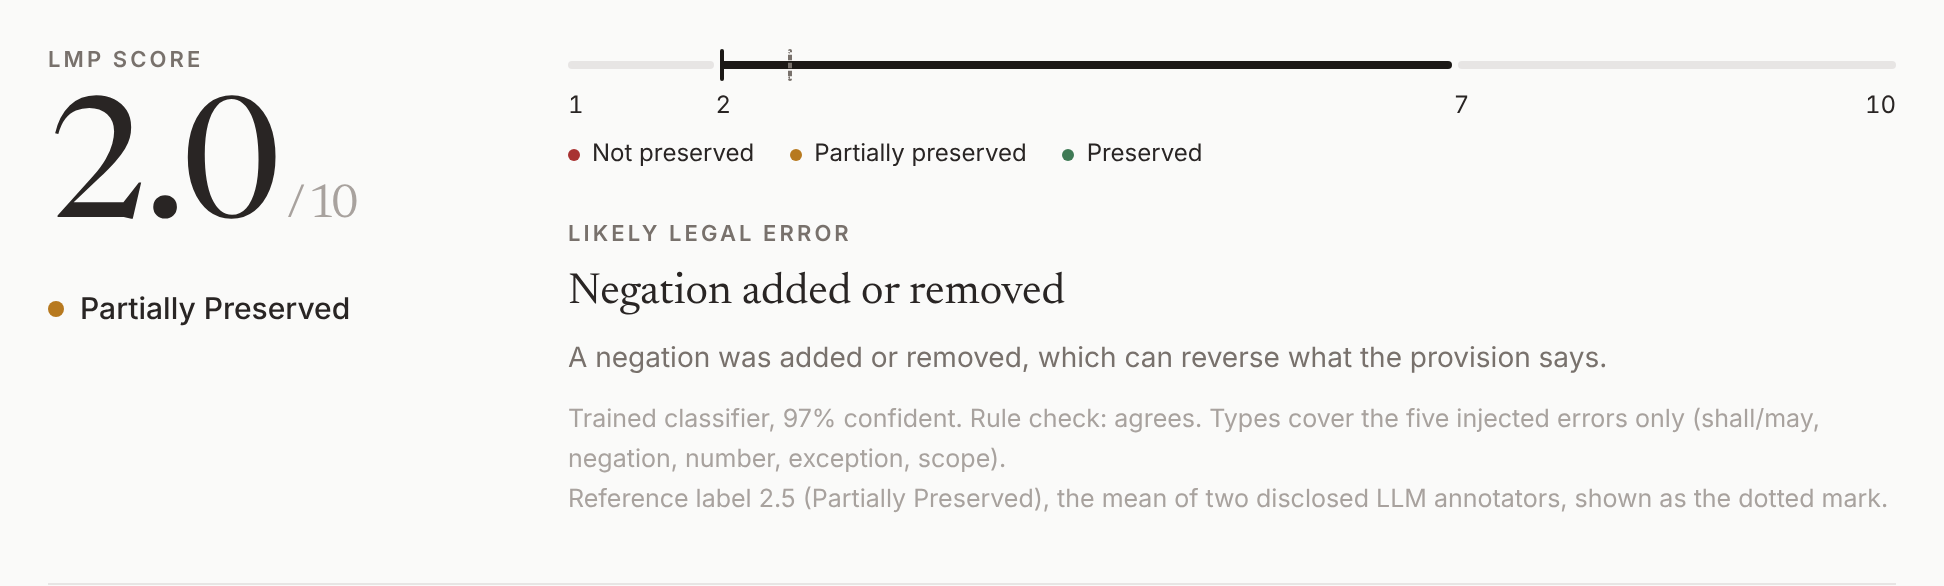 LMP SCORE
2.0 / 10
Partially Preserved
1 2 7 10
Not preserved Partially preserved Preserved
LIKELY LEGAL ERROR
Negation added or removed
A negation was added or removed, which can reverse what the provision says.
Trained classifier, 97% confident. Rule check: agrees. Types cover the five injected errors only (shall/may,
negation, number, exception, scope).
Reference label 2.5 (Partially Preserved), the mean of two disclosed LLM annotators, shown as the dotted mark.